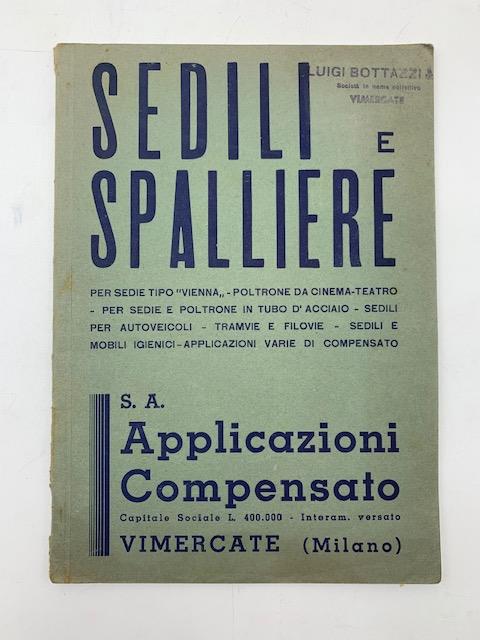 LUIGI BOTTAZZI &
Società in nome collettivo
VIMERCATE
SEDILI E
SPALLIERE
PER SEDIE TIPO "VIENNA„ - POLTRONE DA CINEMA-TEATRO
- PER SEDIE E POLTRONE IN TUBO D'ACCIAIO - SEDILI
PER AUTOVEICOLI - TRAMVIE E FILOVIE - SEDILI E
MOBILI IGIENICI - APPLICAZIONI VARIE DI COMPENSATO
S. A.
Applicazioni
Compensato
Capitale Sociale L. 400.000 - Interam. versato
VIMERCATE (Milano)